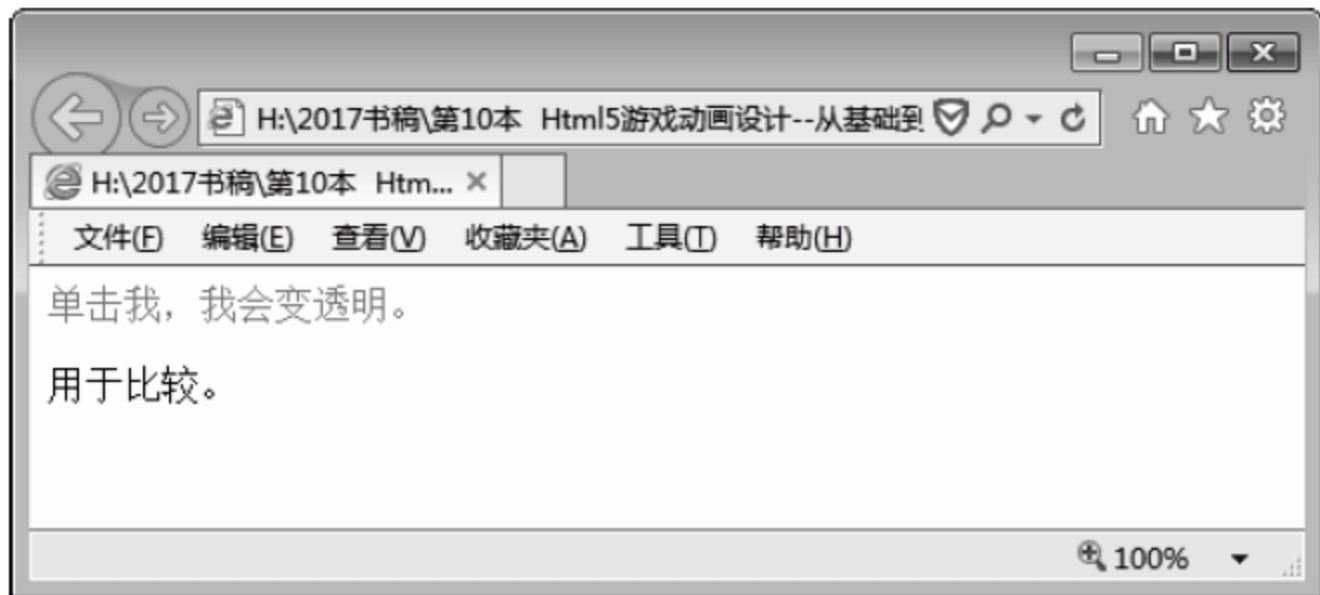 H:\2017书稿\第10本 Html5游戏动画设计--从基础到
H:\2017书稿\第10本 Htm...
文件(F) 编辑(E) 查看(V) 收藏夹(A) 工具(T) 帮助(H)
单击我，我会变透明。
用于比较。
100%